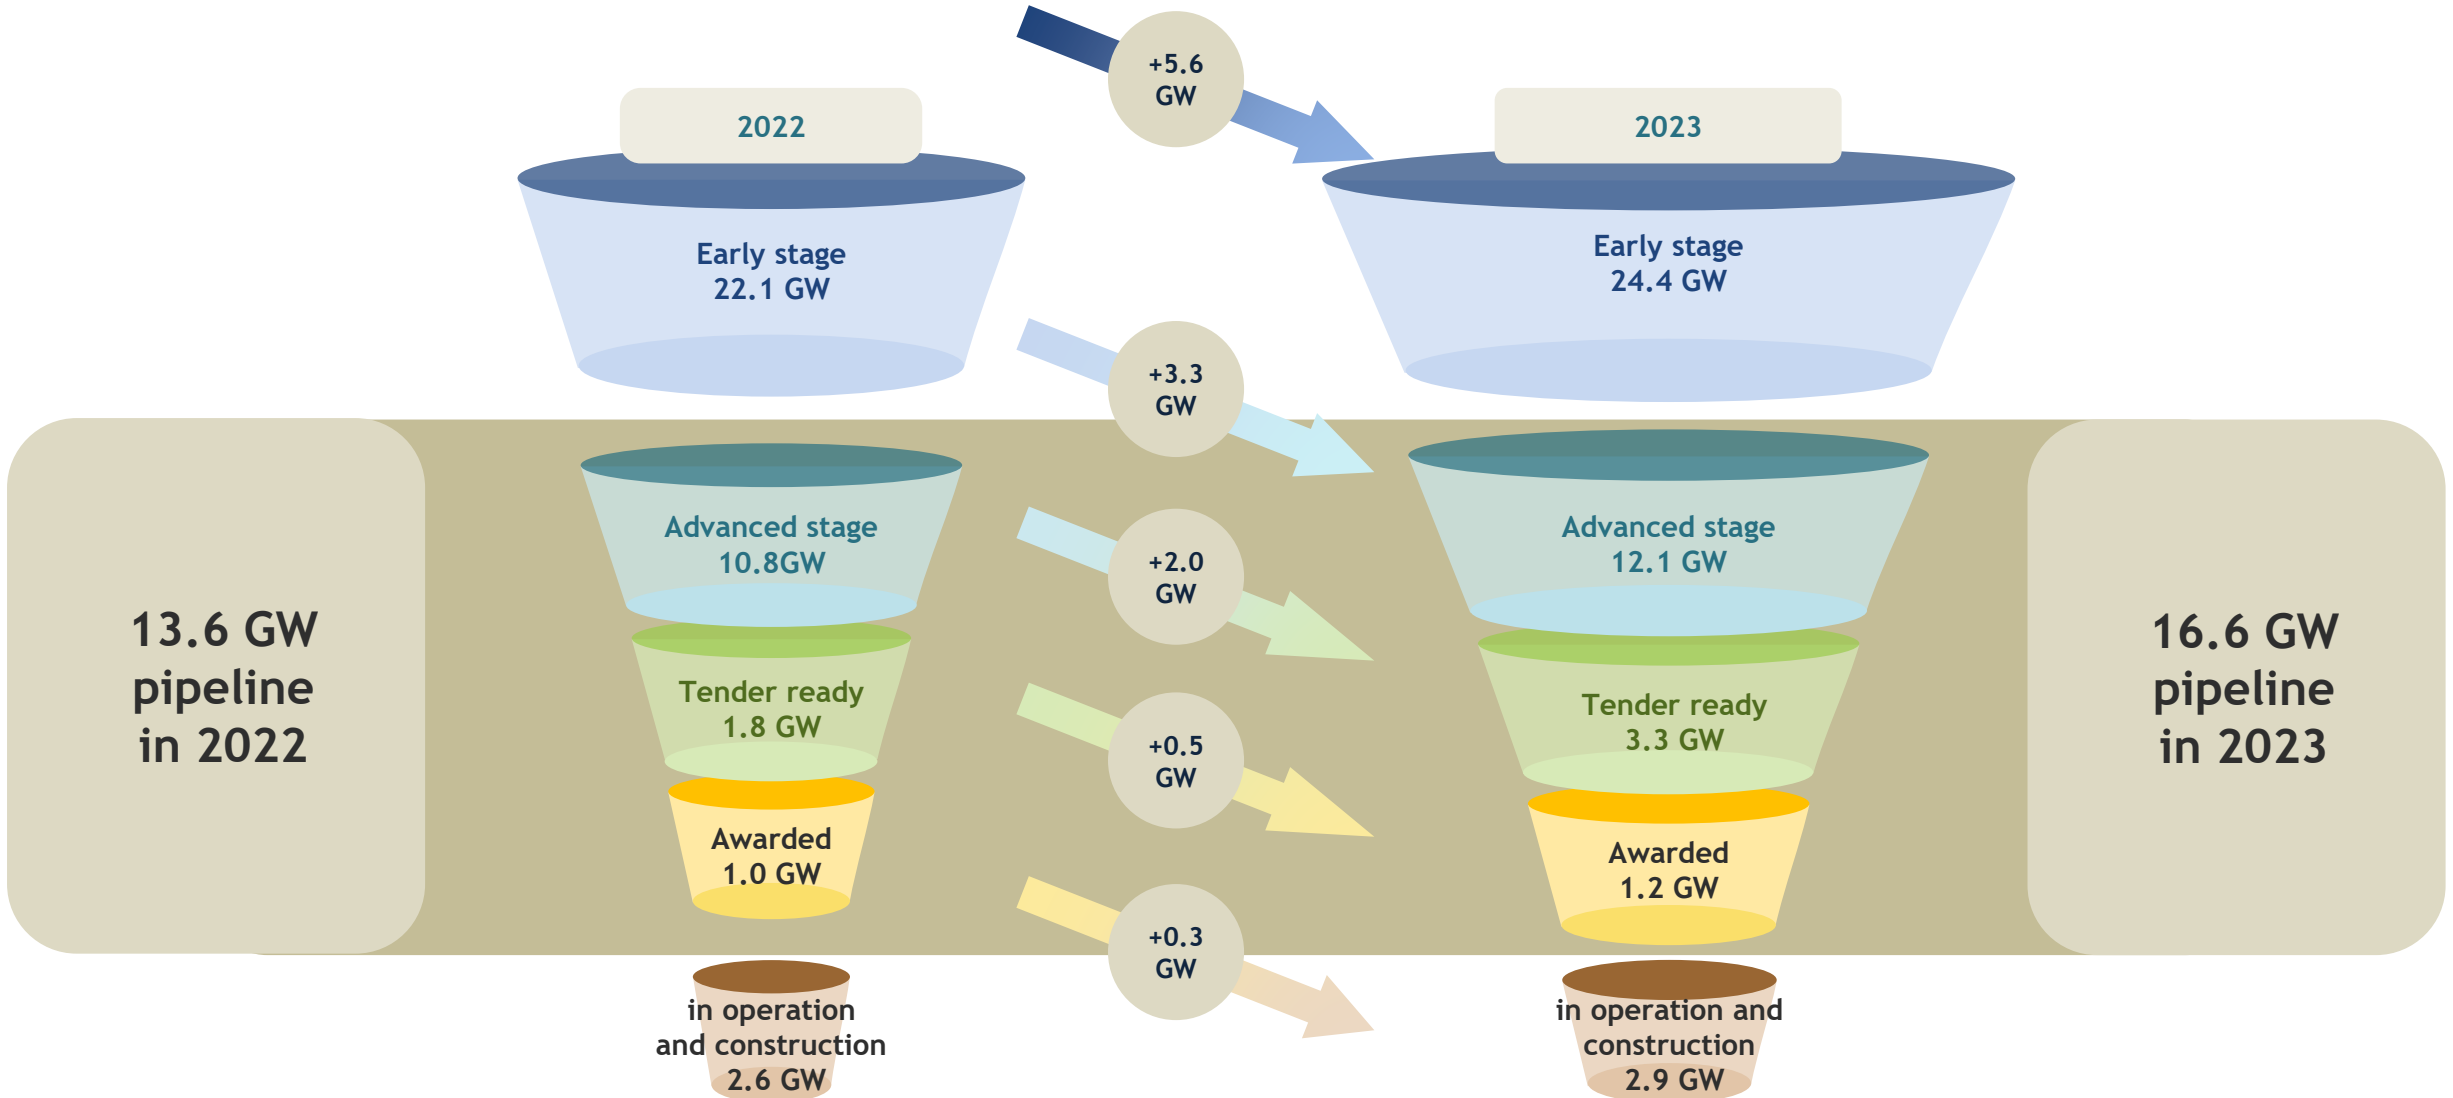 +5.6
GW
2022
2023
Early stage
22.1 GW
Early stage
24.4 GW
+3.3
GW
Advanced stage
10.8GW
Advanced stage
12.1 GW
+2.0
GW
13.6 GW
pipeline
in 2022
16.6 GW
pipeline
in 2023
Tender ready
1.8 GW
Tender ready
3.3 GW
+0.5
GW
Awarded
1.0 GW
Awarded
1.2 GW
+0.3
GW
in operation
and construction
2.6 GW
in operation and
construction
2.9 GW